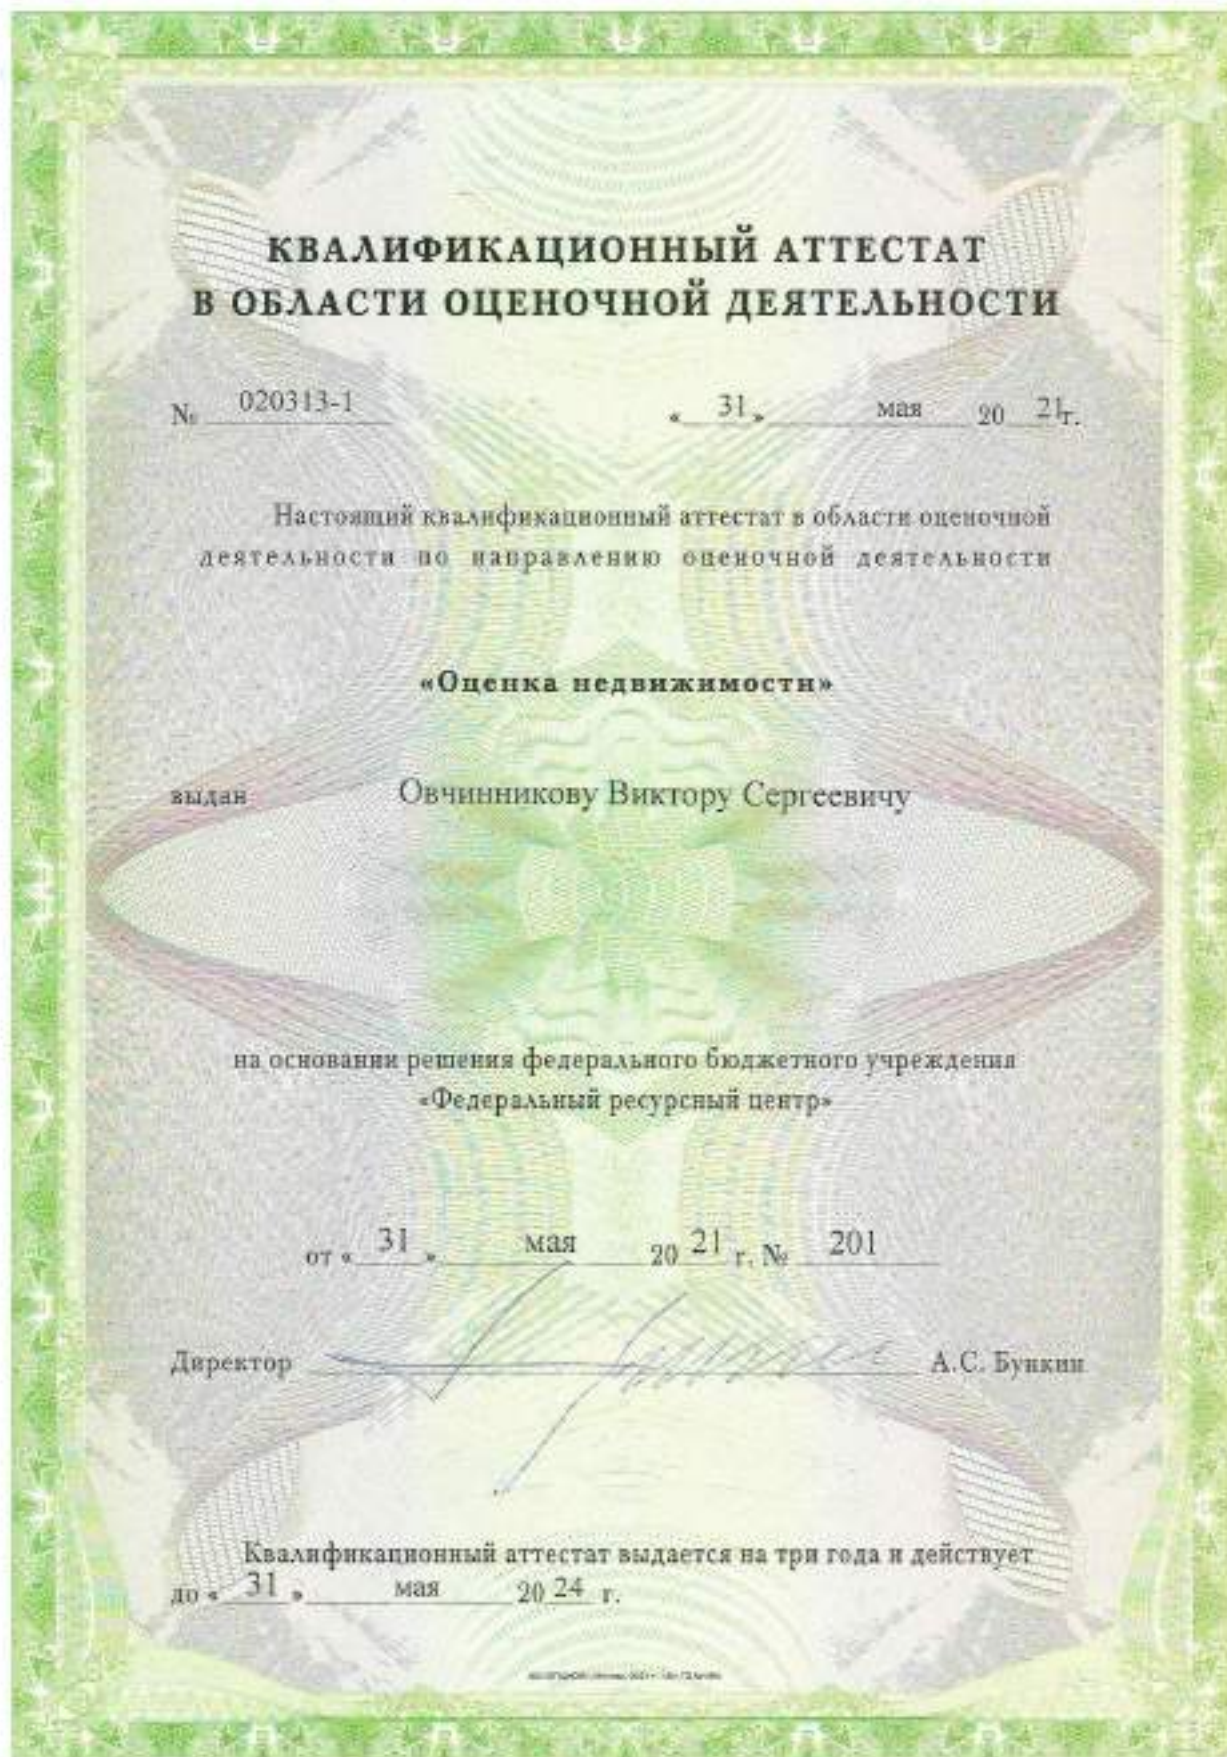 КВАЛИФИКАЦИОННЫЙ АТТЕСТАТ
В ОБЛАСТИ ОЦЕНОЧНОЙ ДЕЯТЕЛЬНОСТИ
№ 020313-1 « 31 » мая 20 21 г.
Настоящий квалификационный аттестат в области оценочной
деятельности по направлению оценочной деятельности
«Оценка недвижимости»
выдан Овчинникову Виктору Сергеевичу
на основании решения федерального бюджетного учреждения
«Федеральный ресурсный центр»
от « 31 » мая 20 21 г. № 201
Директор А.С. Бункин
Квалификационный аттестат выдается на три года и действует
до « 31 » мая 20 24 г.